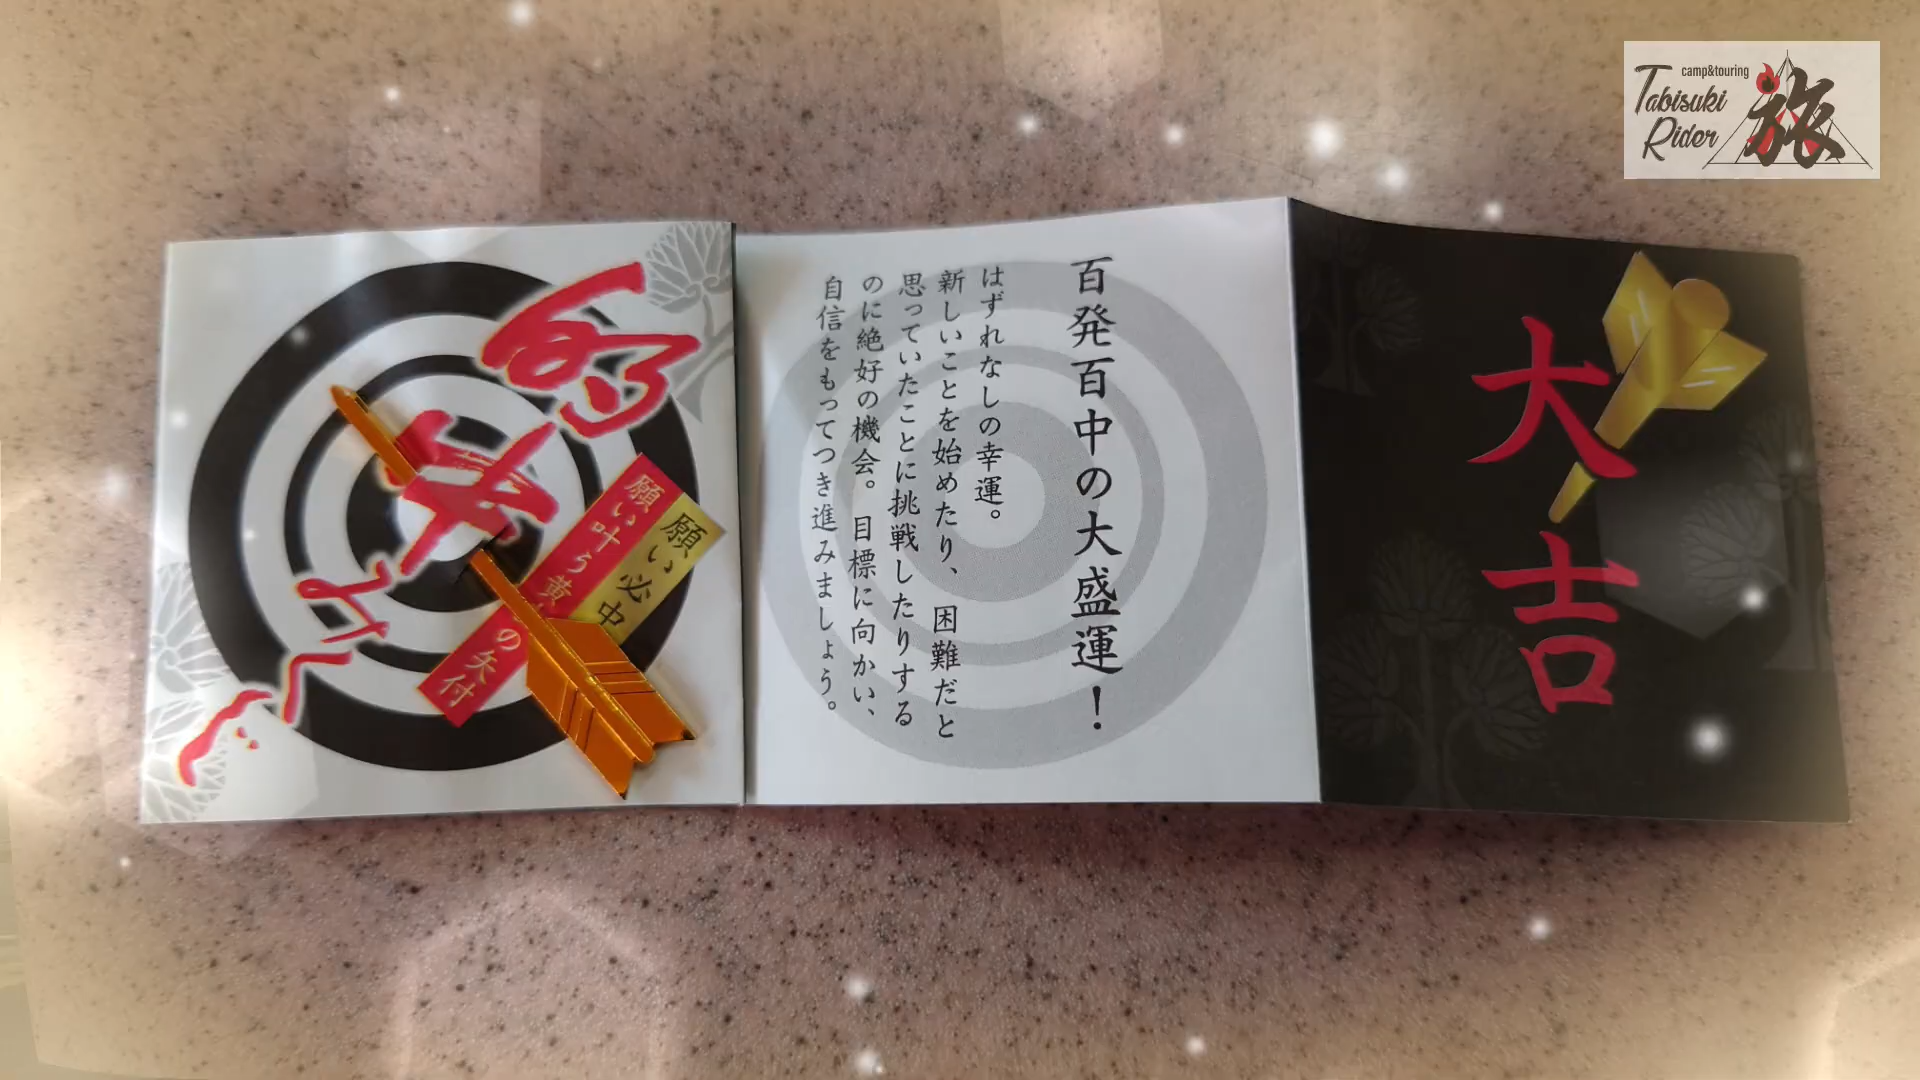 camp&touring
Tabisuki
Rider
旅
大吉
百発百中の大盛運！
はずれなしの幸運。
新しいことを始めたり、困難だと
思っていたことに挑戦したりする
のに絶好の機会。目標に向かい、
自信をもってつき進みましょう。
的中みくじ
願い必中
願い叶う黄
の矢付